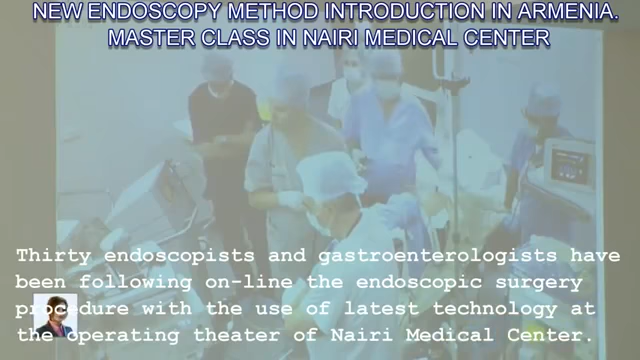 NEW ENDOSCOPY METHOD INTRODUCTION IN ARMENIA.
MASTER CLASS IN NAIRI MEDICAL CENTER
Thirty endoscopists and gastroenterologists have
been following on-line the endoscopic surgery
procedure with the use of latest technology at
the operating theater of Nairi Medical Center.